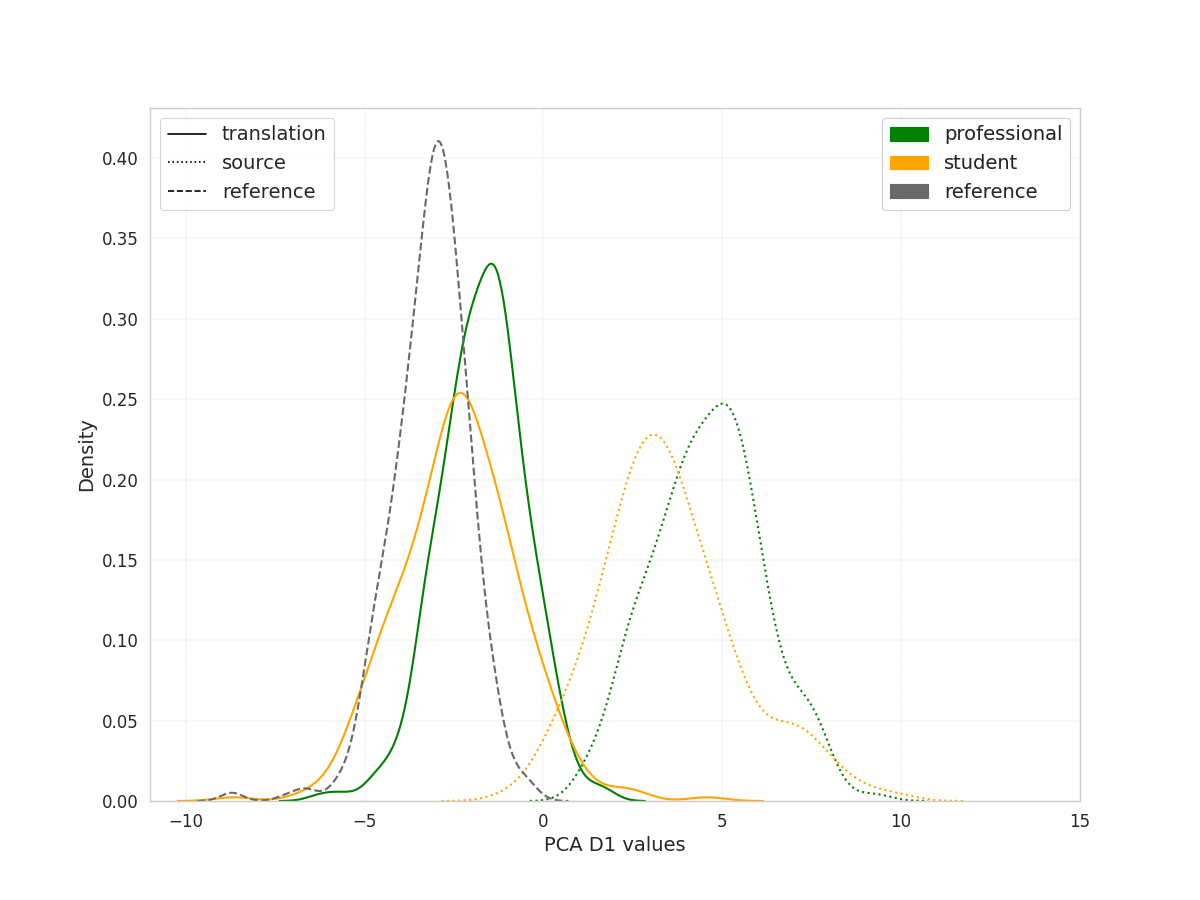 translation
source
reference
professional
student
reference
0.40
0.35
0.30
0.25
0.20
0.15
0.10
0.05
0.00
Density
−10 −5 0 5 10 15
PCA D1 values